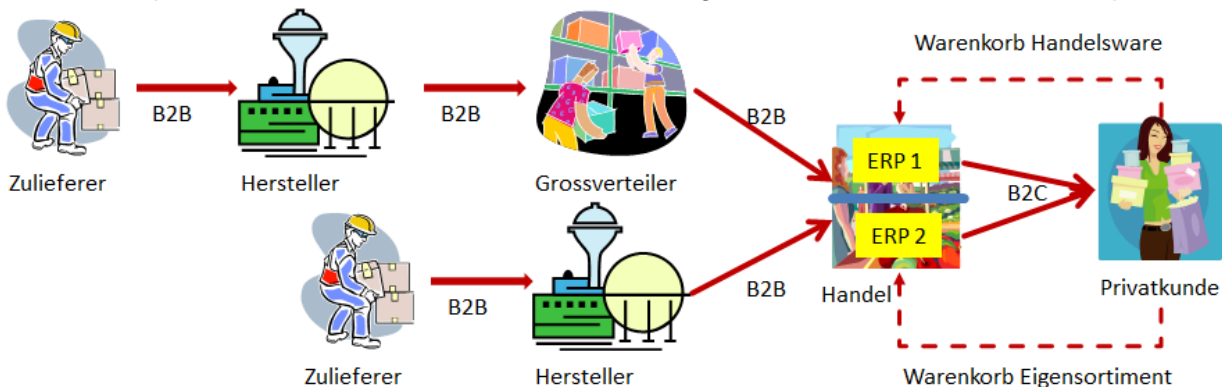 Warenkorb Handelsware
B2B
B2B
B2B
ERP 1
Zulieferer
Hersteller
Grossverteiler
B2C
ERP 2
B2B
B2B
Handel
Privatkunde
Zulieferer
Hersteller
Warenkorb Eigensortiment